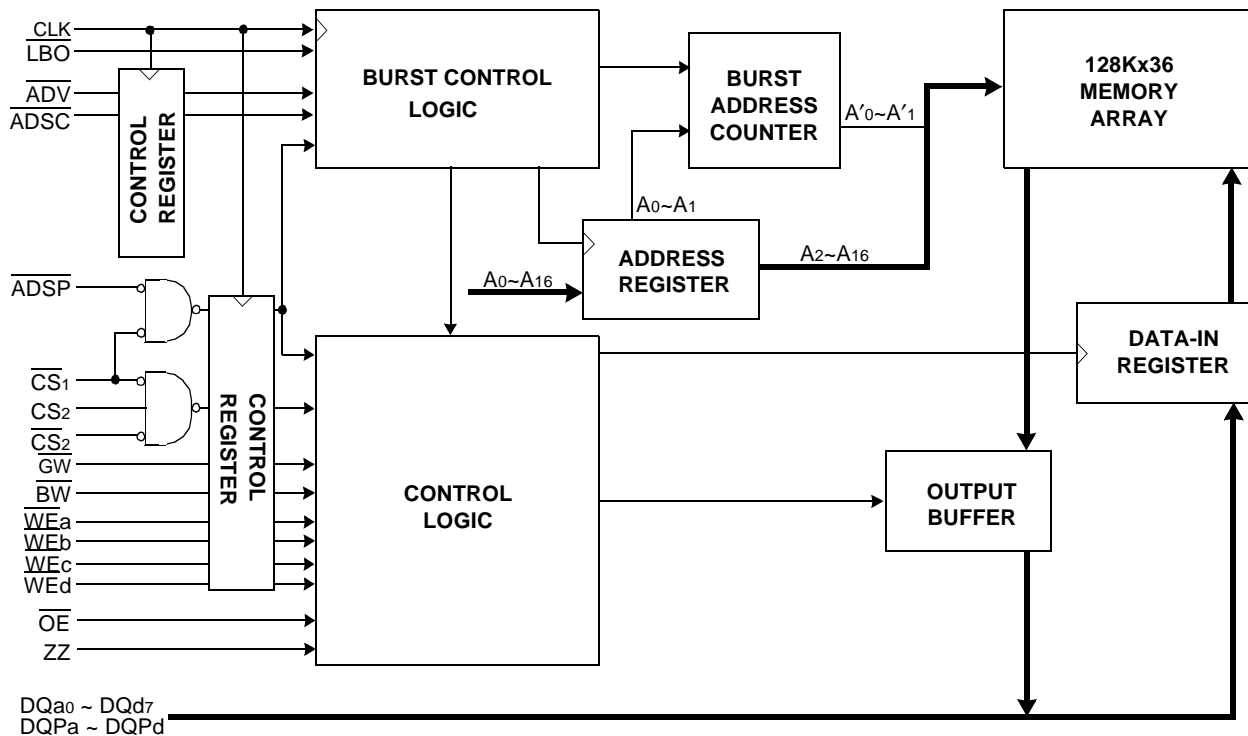 CLK
LBO
ADV
ADSC
CONTROL
REGISTER
BURST CONTROL
LOGIC
BURST
ADDRESS
COUNTER
A′0~A′1
128Kx36
MEMORY
ARRAY
A0~A1
ADDRESS
REGISTER
A2~A16
A0~A16
ADSP
CS1
CS2
CS2
CONTROL
REGISTER
GW
BW
WEa
WEb
WEc
WEd
OE
ZZ
CONTROL
LOGIC
DATA-IN
REGISTER
OUTPUT
BUFFER
DQa0 ~ DQd7
DQPa ~ DQPd